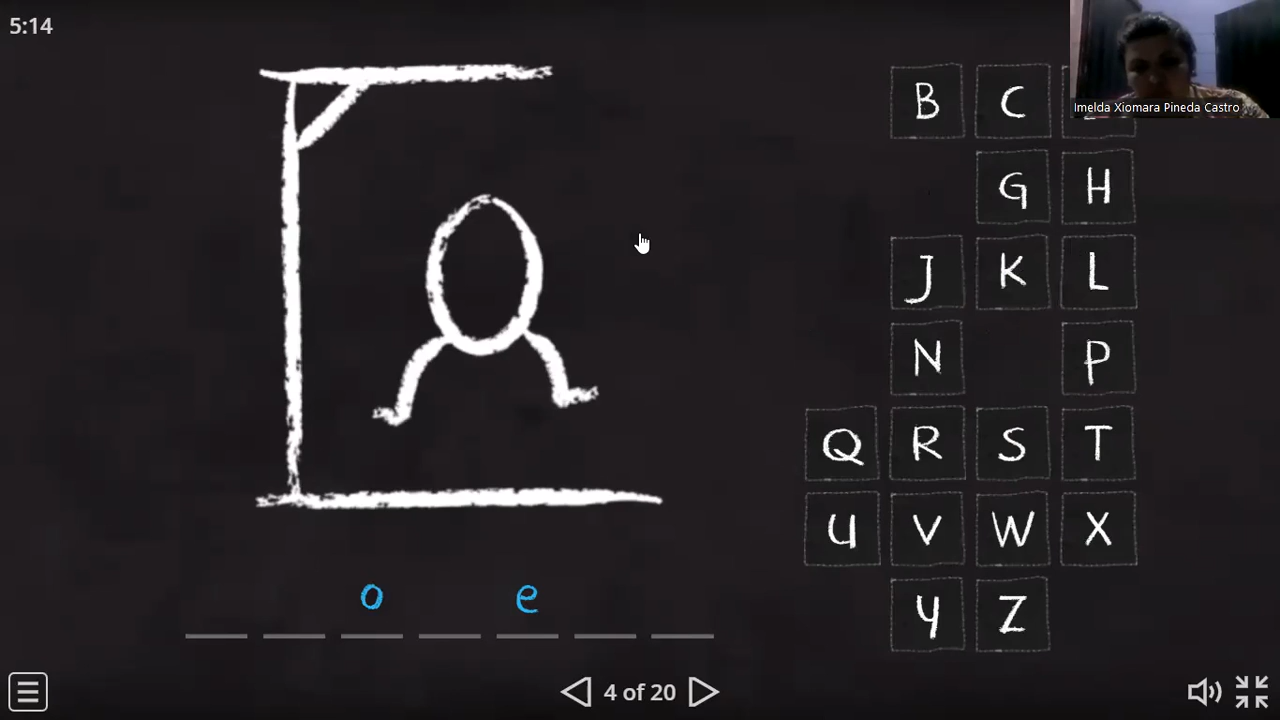 5:14
B C
Imelda Xiomara Pineda Castro
G H
J K L
N P
Q R S T
U V W X
Y Z
o e
4 of 20